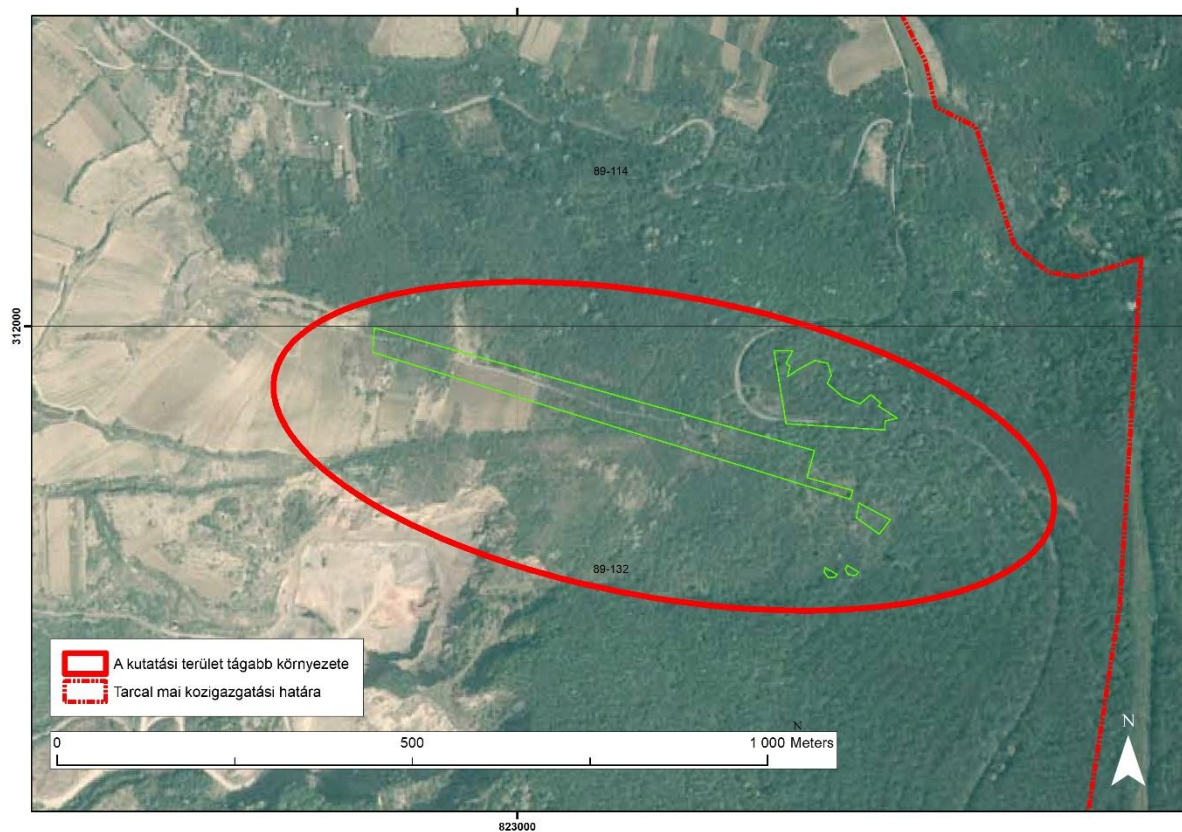 89-114
312000
89-132
A kutatási terület tágabb környezete
Tarcal mai kozigazgatási határa
N
0 500 1 000 Meters
N
823000